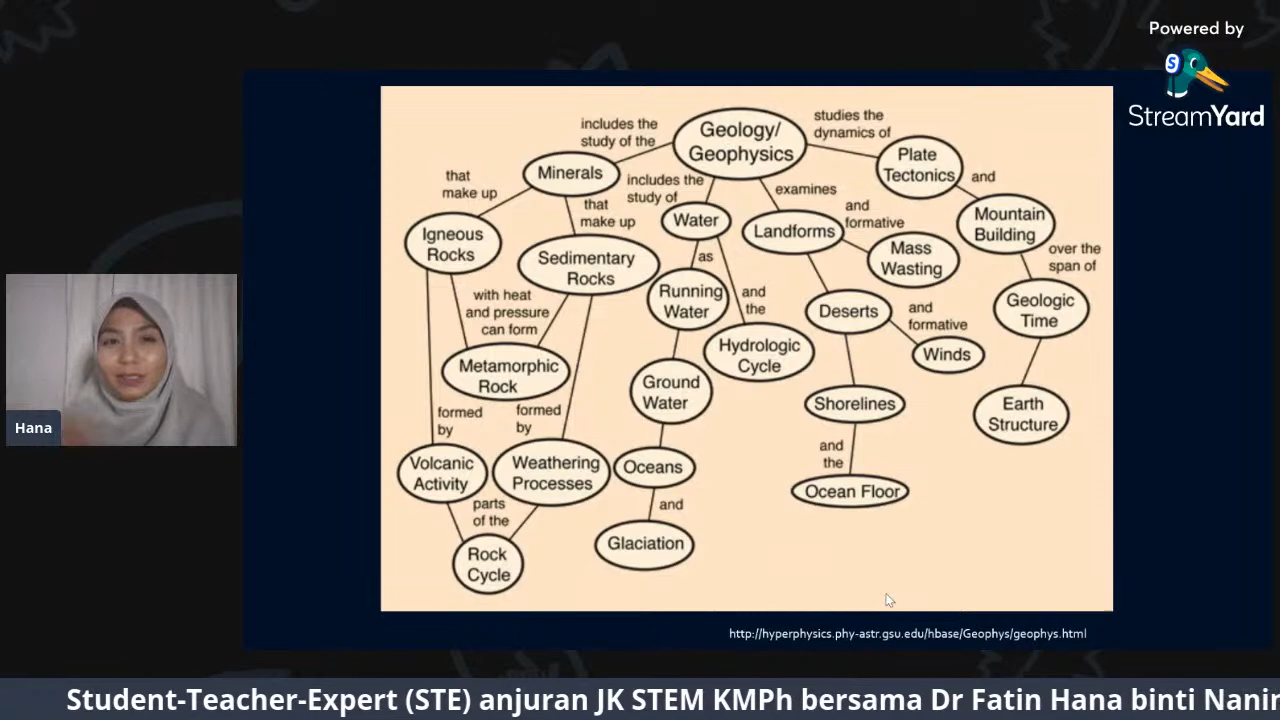 Powered by
StreamYard
includes the
study of the
Geology/
Geophysics
studies the
dynamics of
Plate
Tectonics
and
Mountain
Building
over the
span of
Geologic
Time
Earth
Structure
Minerals
that
make up
Igneous
Rocks
that
make up
Sedimentary
Rocks
with heat
and pressure
can form
Metamorphic
Rock
formed
by
formed
by
Volcanic
Activity
Weathering
Processes
parts
of the
Rock
Cycle
includes the
study of
Water
as
Running
Water
and
the
Hydrologic
Cycle
Ground
Water
Oceans
and
Glaciation
examines
Landforms
and
formative
Mass
Wasting
Deserts
and
formative
Winds
Shorelines
and
the
Ocean Floor
http://hyperphysics.phy-astr.gsu.edu/hbase/Geophys/geophys.html
Hana
Student-Teacher-Expert (STE) anjuran JK STEM KMPh bersama Dr Fatin Hana binti